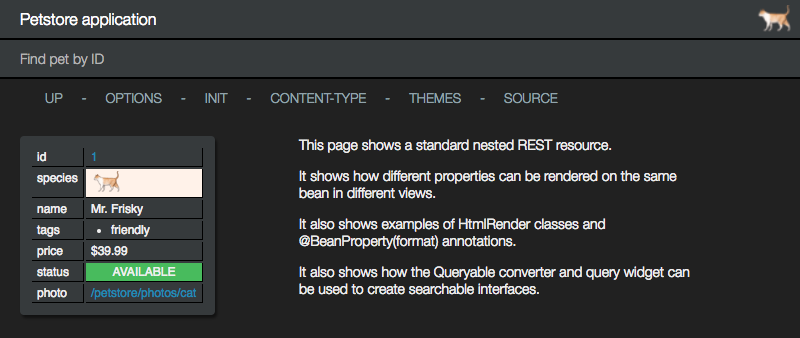 Petstore application
Find pet by ID
UP - OPTIONS - INIT - CONTENT-TYPE - THEMES - SOURCE
id 1
species
name Mr. Frisky
tags • friendly
price $39.99
status AVAILABLE
photo /petstore/photos/cat
This page shows a standard nested REST resource.
It shows how different properties can be rendered on the same
bean in different views.
It also shows examples of HtmlRender classes and
@BeanProperty(format) annotations.
It also shows how the Queryable converter and query widget can
be used to create searchable interfaces.